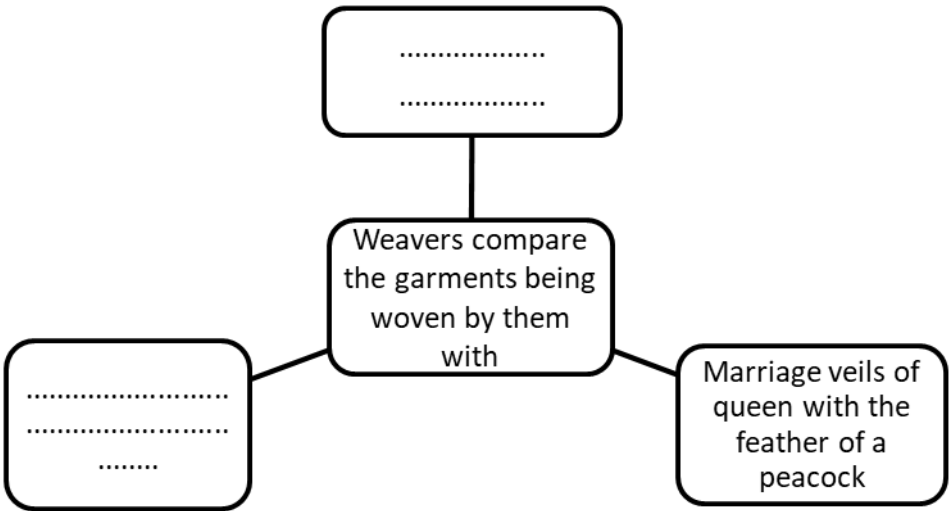 ...................
...................
Weavers compare
the garments being
woven by them
with
..........................
..........................
........
Marriage veils of
queen with the
feather of a
peacock